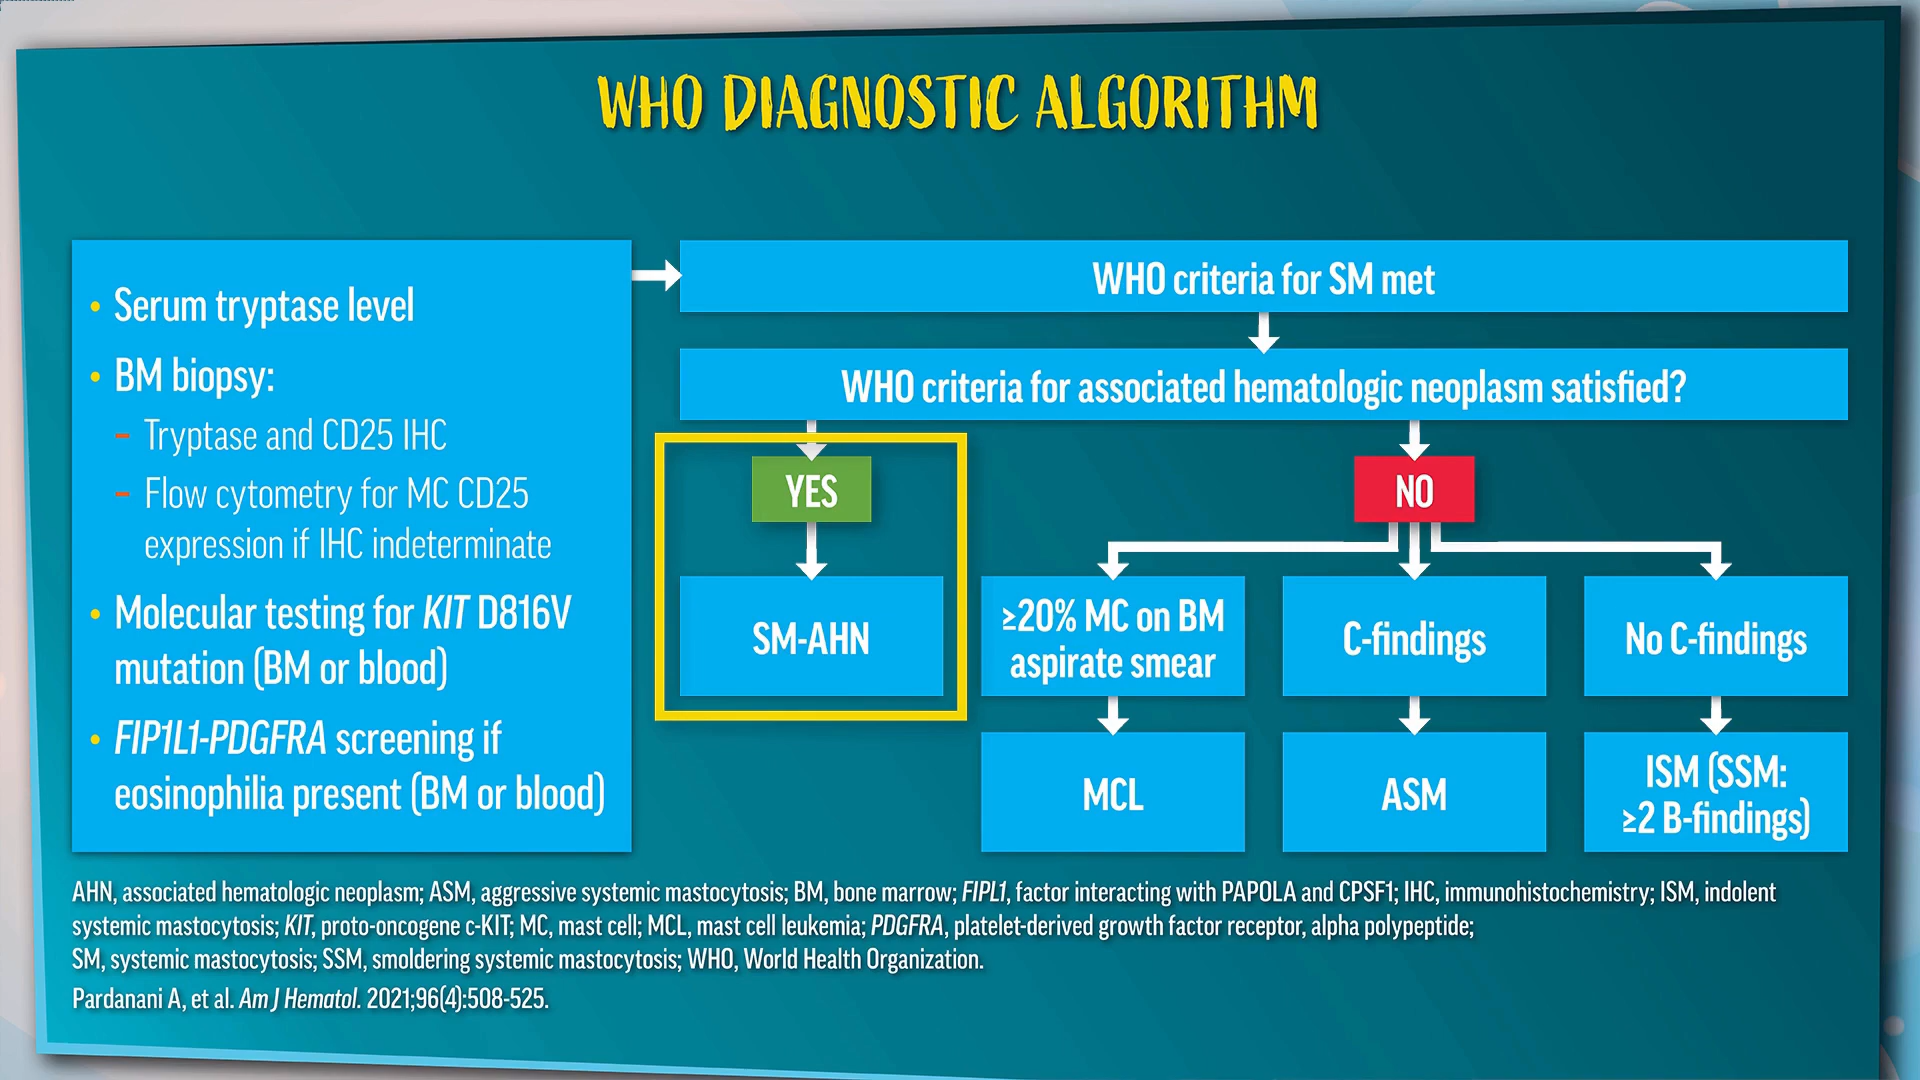 WHO DIAGNOSTIC ALGORITHM
• Serum tryptase level
• BM biopsy:
– Tryptase and CD25 IHC
– Flow cytometry for MC CD25
expression if IHC indeterminate
• Molecular testing for KIT D816V
mutation (BM or blood)
• FIP1L1-PDGFRA screening if
eosinophilia present (BM or blood)
WHO criteria for SM met
WHO criteria for associated hematologic neoplasm satisfied?
YES
NO
SM-AHN
≥20% MC on BM
aspirate smear
C-findings
No C-findings
MCL
ASM
ISM (SSM:
≥2 B-findings)
AHN, associated hematologic neoplasm; ASM, aggressive systemic mastocytosis; BM, bone marrow; FIPL1, factor interacting with PAPOLA and CPSF1; IHC, immunohistochemistry; ISM, indolent
systemic mastocytosis; KIT, proto-oncogene c-KIT; MC, mast cell; MCL, mast cell leukemia; PDGFRA, platelet-derived growth factor receptor, alpha polypeptide;
SM, systemic mastocytosis; SSM, smoldering systemic mastocytosis; WHO, World Health Organization.
Pardanani A, et al. Am J Hematol. 2021;96(4):508-525.